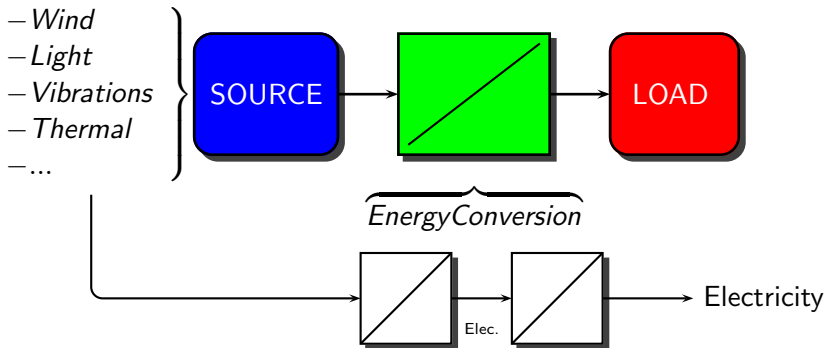 –Wind
–Light
–Vibrations
–Thermal
–...
SOURCE
LOAD
EnergyConversion
Elec.
Electricity